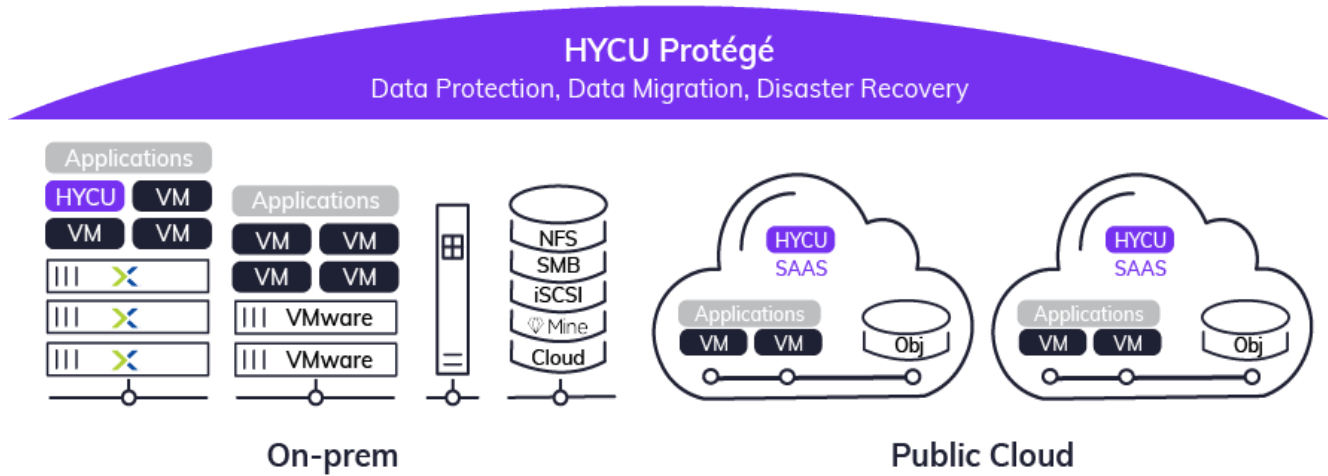 HYCU Protégé
Data Protection, Data Migration, Disaster Recovery
Applications
HYCU VM
VM VM
Applications
VM VM
VM VM
VMware
VMware
NFS
SMB
iSCSI
Mine
Cloud
On-prem
HYCU
SAAS
Applications
VM VM
Obj
HYCU
SAAS
Applications
VM VM
Obj
Public Cloud